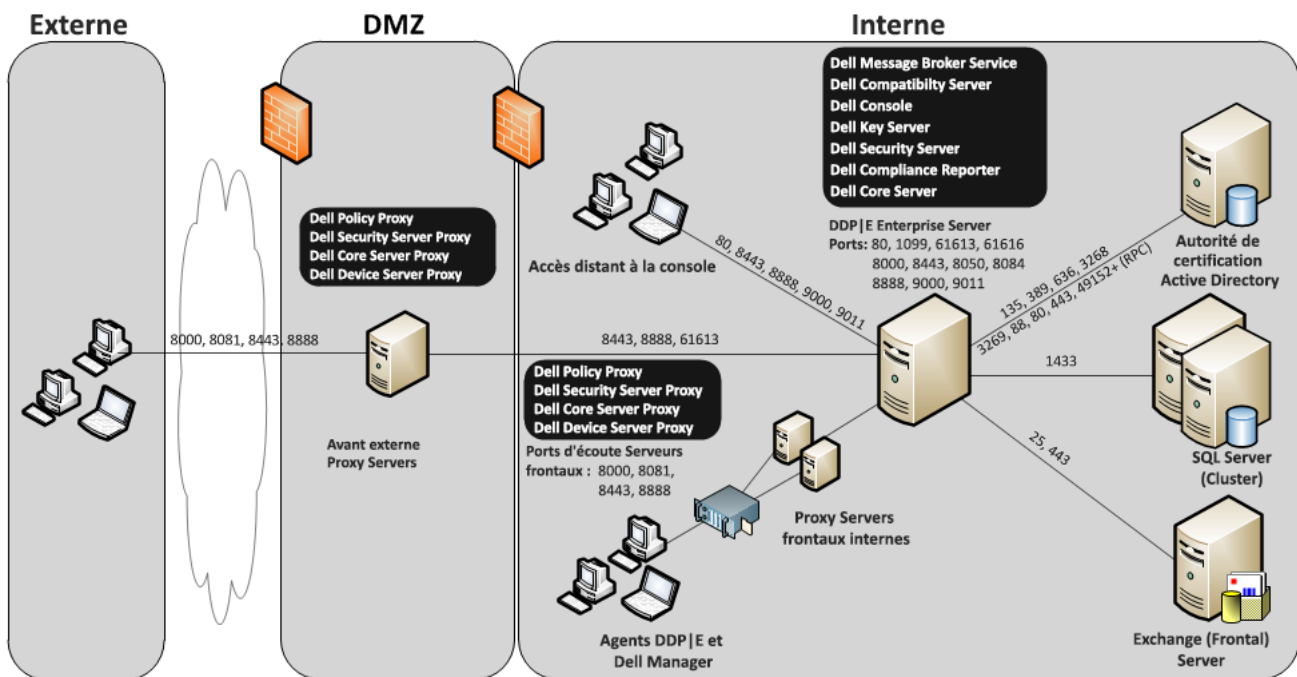 Externe
DMZ
Interne
Dell Message Broker Service
Dell Compatibilty Server
Dell Console
Dell Key Server
Dell Security Server
Dell Compliance Reporter
Dell Core Server
Dell Policy Proxy
Dell Security Server Proxy
Dell Core Server Proxy
Dell Device Server Proxy
DDP|E Enterprise Server
Ports: 80, 1099, 61613, 61616
8000, 8443, 8050, 8084
8888, 9000, 9011
Accès distant à la console
80, 8443, 8888, 9000, 9011
135, 389, 636, 3268
3269, 88, 80, 443, 49152+ (RPC)
Autorité de
certification
Active Directory
8000, 8081, 8443, 8888
8443, 8888, 61613
1433
Dell Policy Proxy
Dell Security Server Proxy
Dell Core Server Proxy
Dell Device Server Proxy
Avant externe
Proxy Servers
Ports d'écoute Serveurs
frontaux : 8000, 8081,
8443, 8888
25, 443
SQL Server
(Cluster)
Proxy Servers
frontaux internes
Agents DDP|E et
Dell Manager
Exchange (Frontal)
Server